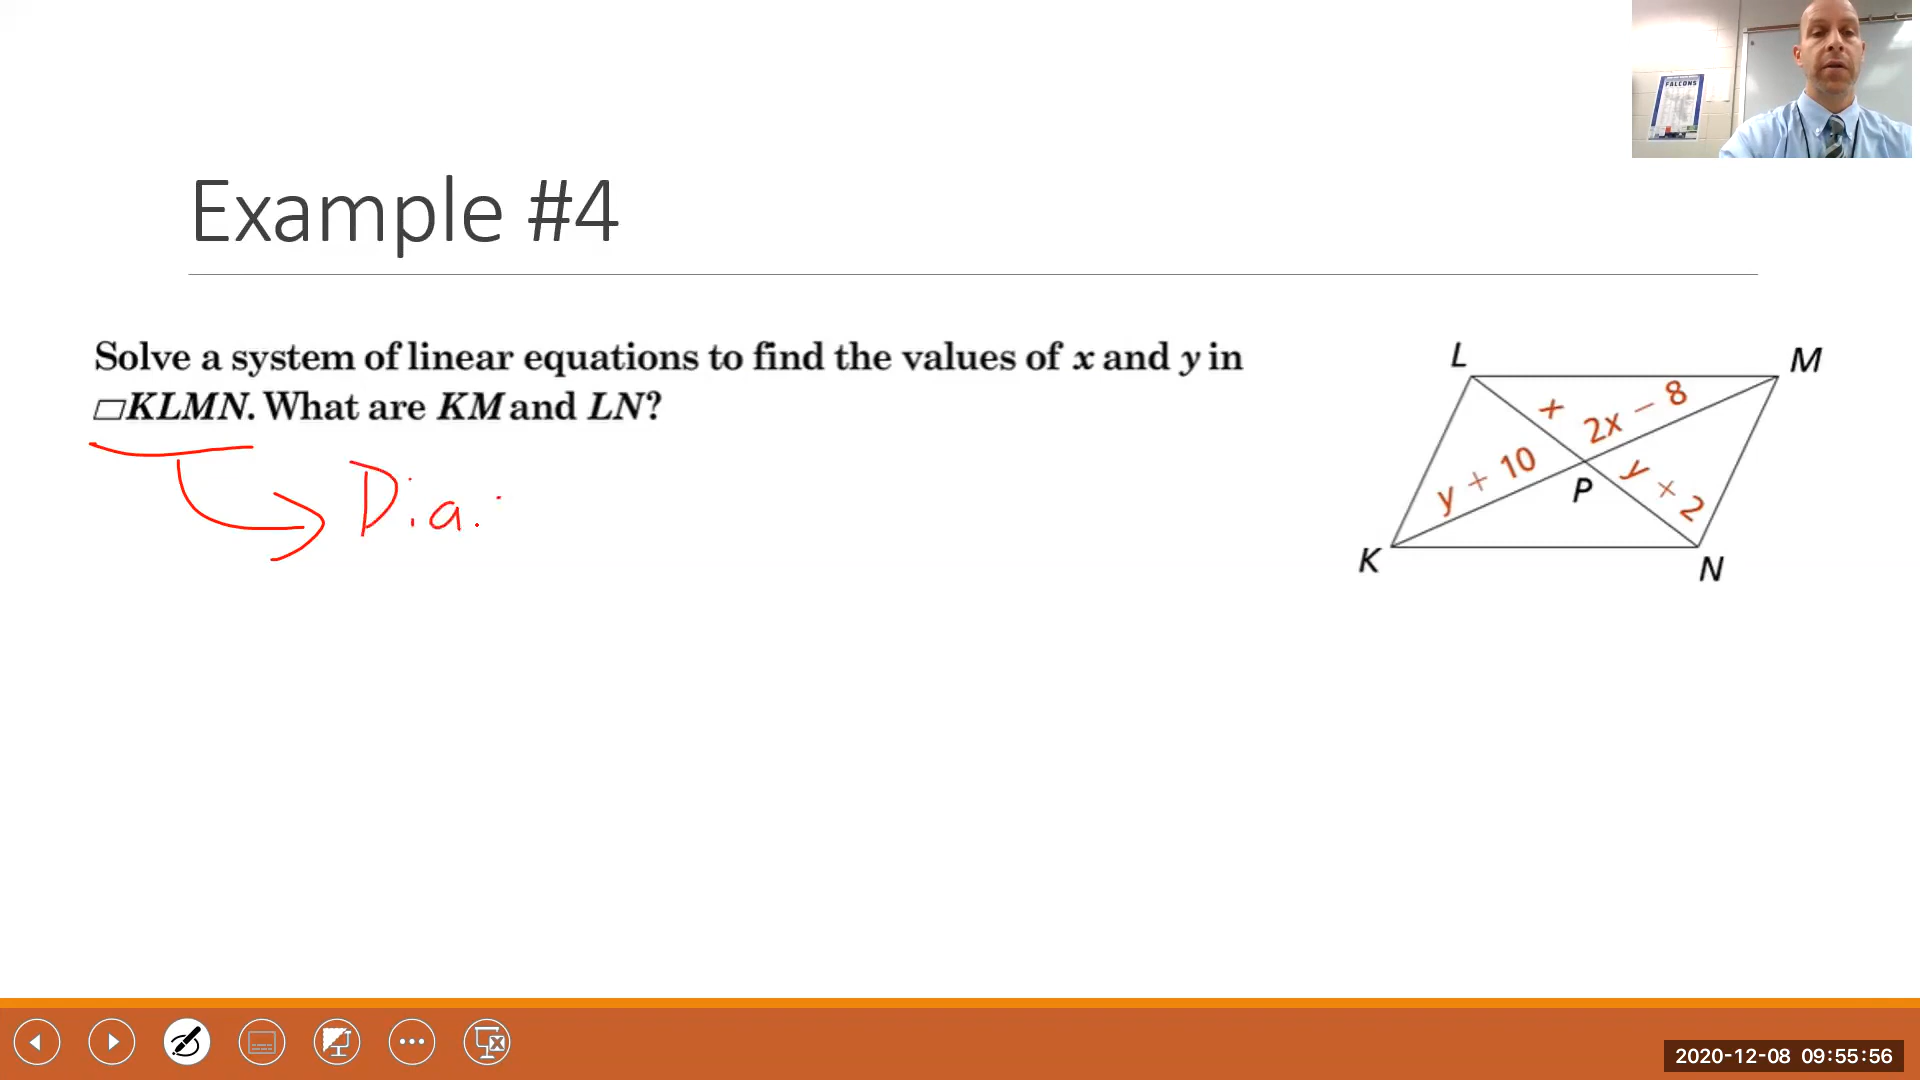 FALCONS
Example #4
Solve a system of linear equations to find the values of x and y in
▱KLMN. What are KM and LN?
Dia
L
M
x
2x − 8
y + 10
P
y + 2
K
N
2020-12-08 09:55:56